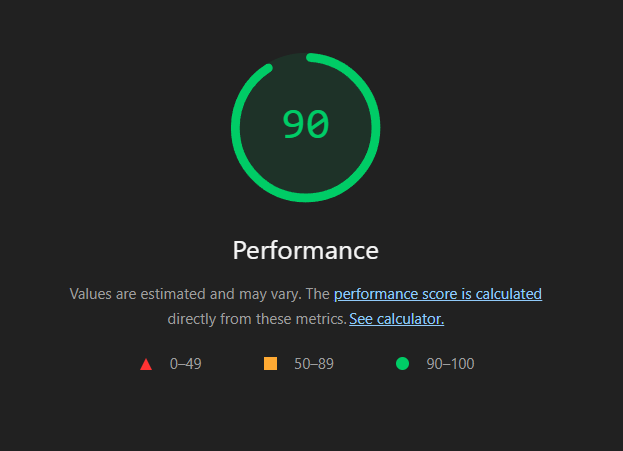 90
Performance
Values are estimated and may vary. The performance score is calculated
directly from these metrics. See calculator.
0–49 50–89 90–100